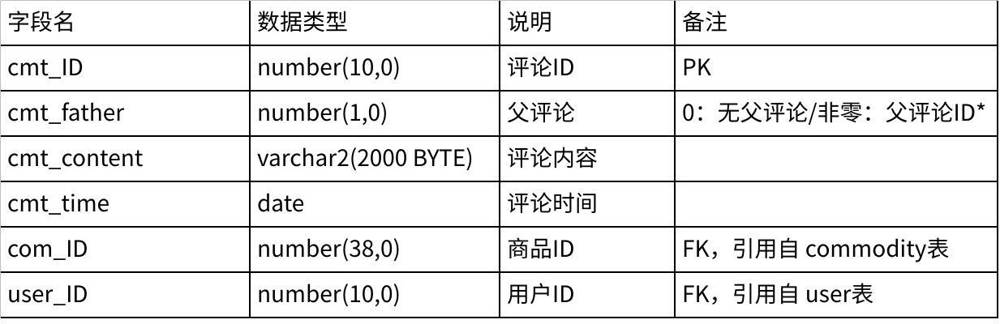 字段名 数据类型 说明 备注
cmt_ID number(10,0) 评论ID PK
cmt_father number(1,0) 父评论 0：无父评论/非零：父评论ID*
cmt_content varchar2(2000 BYTE) 评论内容
cmt_time date 评论时间
com_ID number(38,0) 商品ID FK，引用自 commodity表
user_ID number(10,0) 用户ID FK，引用自 user表